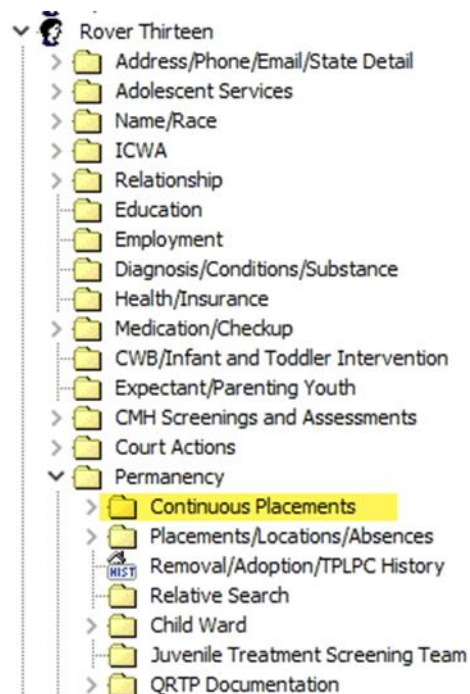 Rover Thirteen
Address/Phone/Email/State Detail
Adolescent Services
Name/Race
ICWA
Relationship
Education
Employment
Diagnosis/Conditions/Substance
Health/Insurance
Medication/Checkup
CWB/Infant and Toddler Intervention
Expectant/Parenting Youth
CMH Screenings and Assessments
Court Actions
Permanency
Continuous Placements
Placements/Locations/Absences
HIST Removal/Adoption/TPLPC History
Relative Search
Child Ward
Juvenile Treatment Screening Team
QRTP Documentation